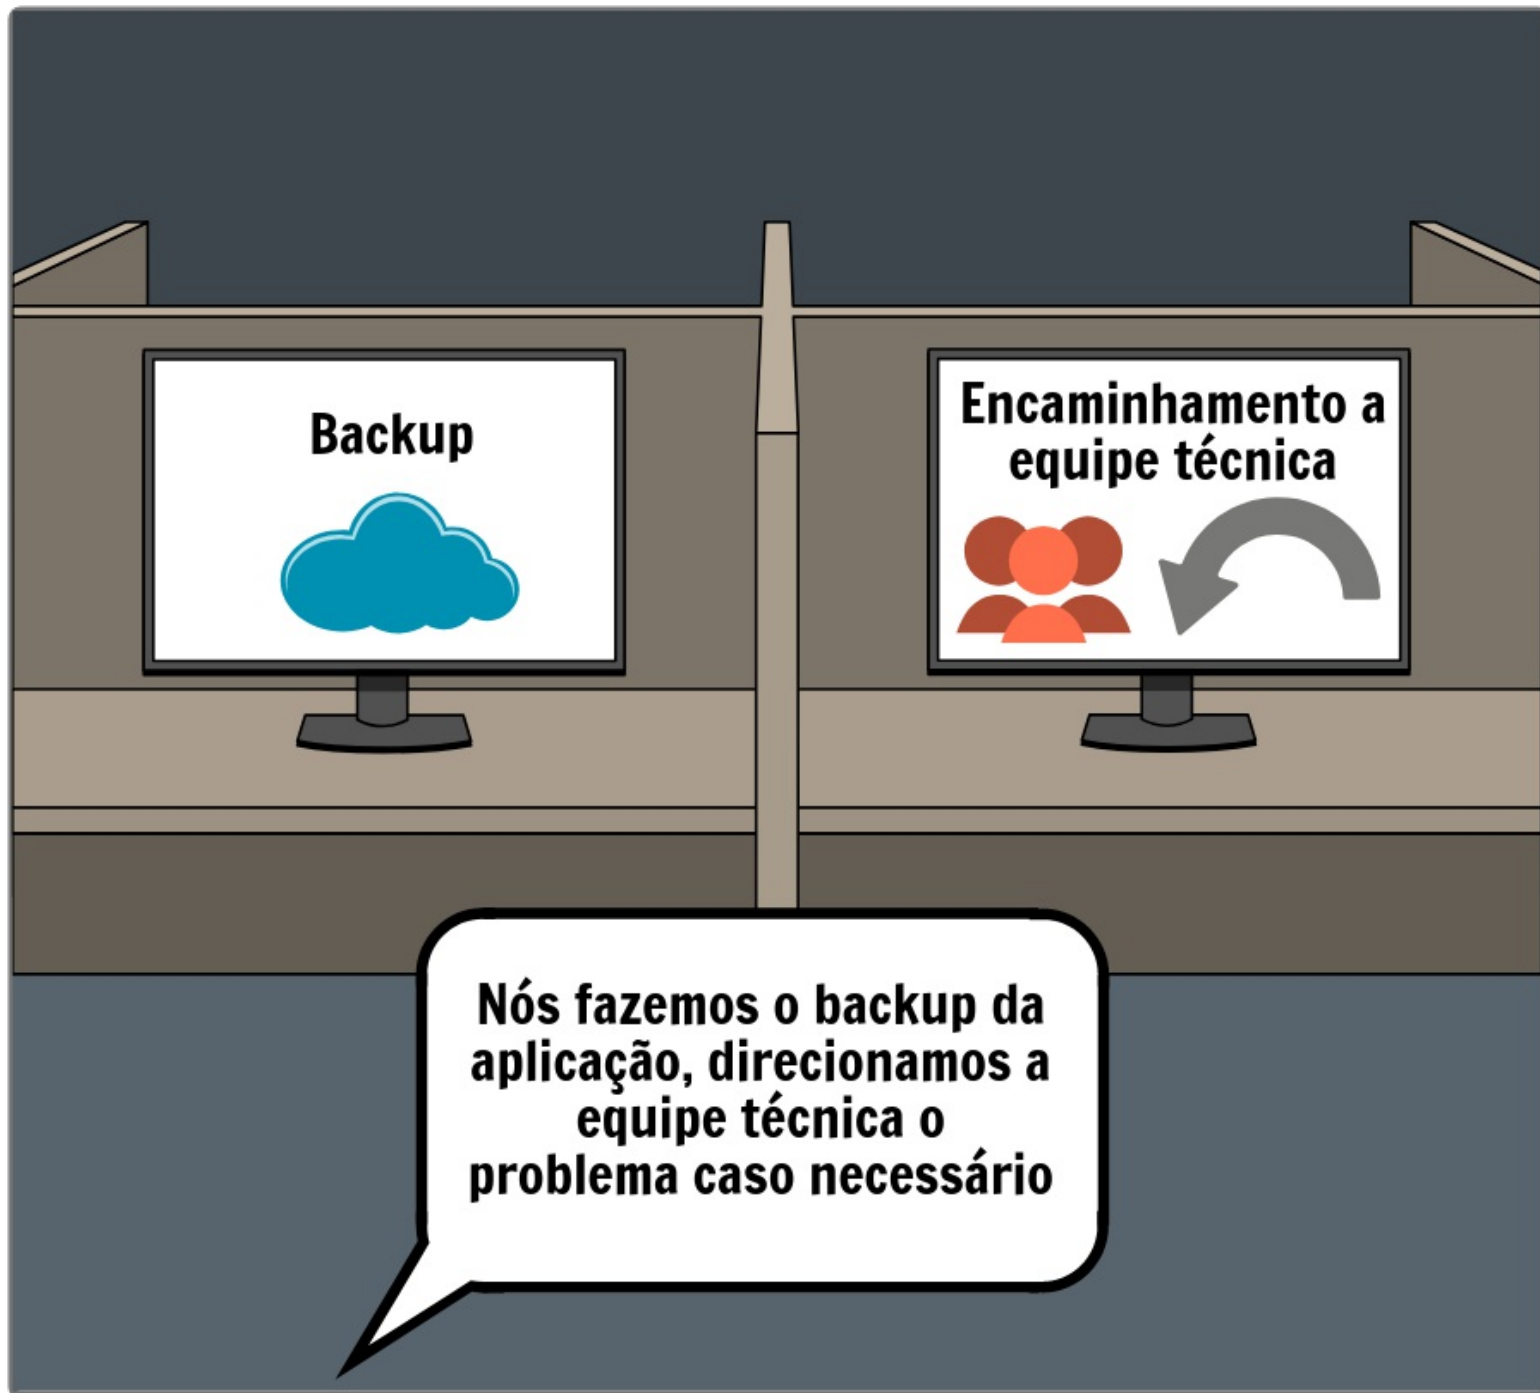 Backup
Encaminhamento a
equipe técnica
Nós fazemos o backup da
aplicação, direcionamos a
equipe técnica o
problema caso necessário